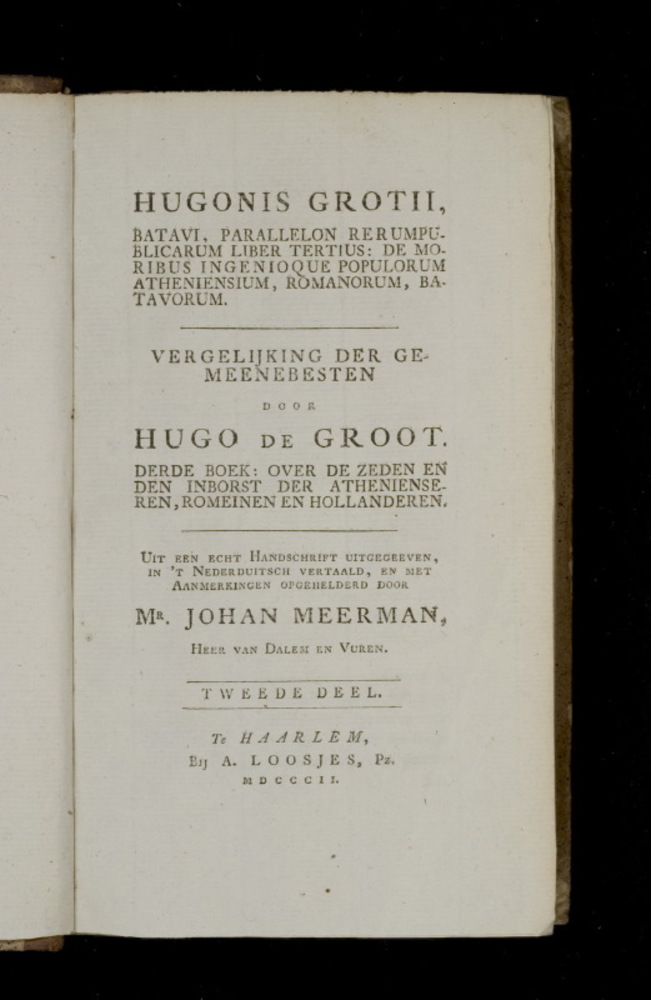 HUGONIS GROTII,
BATAVI, PARALLELON RERUMPU-
BLICARUM LIBER TERTIUS: DE MO-
RIBUS INGENIOQUE POPULORUM
ATHENIENSIUM, ROMANORUM, BA-
TAVORUM.
VERGELIJKING DER GE-
MEENEBESTEN
DOOR
HUGO DE GROOT.
DERDE BOEK: OVER DE ZEDEN EN
DEN INBORST DER ATHENIENSE-
REN, ROMEINEN EN HOLLANDEREN.
UIT EEN ECHT HANDSCHRIFT UITGEGEEVEN,
IN 'T NEDERDUITSCH VERTAALD, EN MET
AANMERKINGEN OPGEHELDERD DOOR
MR. JOHAN MEERMAN,
HEER VAN DALEM EN VUREN.
TWEEDE DEEL.
Te HAARLEM,
BIJ A. LOOSJES, Pz.
MDCCCII.